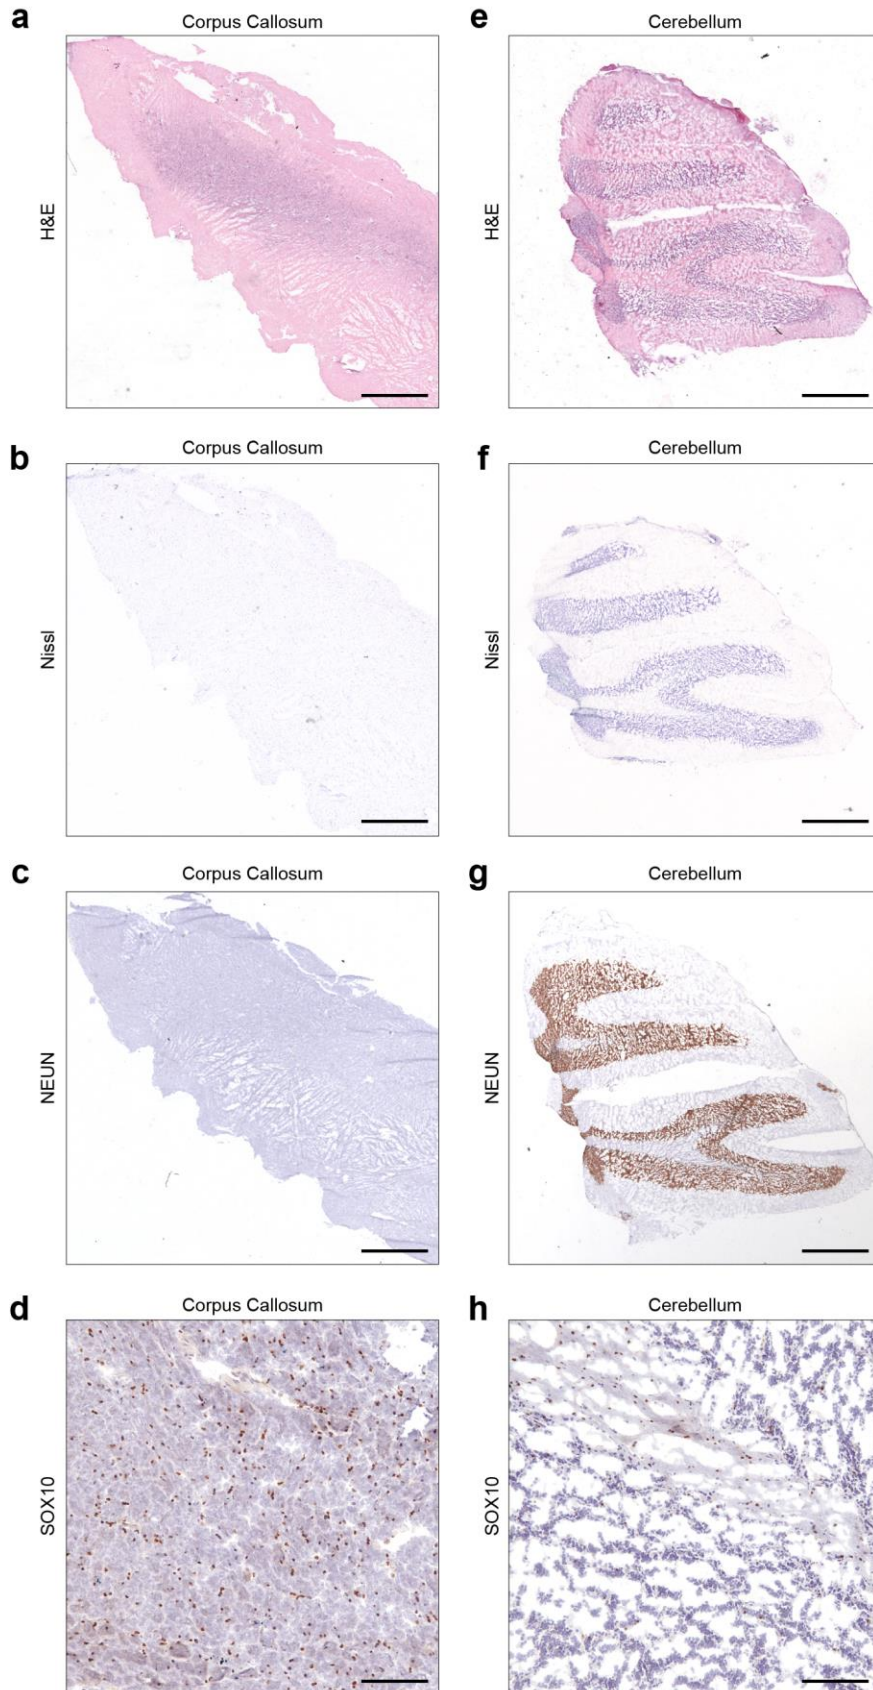 a
Corpus Callosum
H&E
b
Corpus Callosum
Nissl
c
Corpus Callosum
NEUN
d
Corpus Callosum
SOX10
e
Cerebellum
H&E
f
Cerebellum
Nissl
g
Cerebellum
NEUN
h
Cerebellum
SOX10